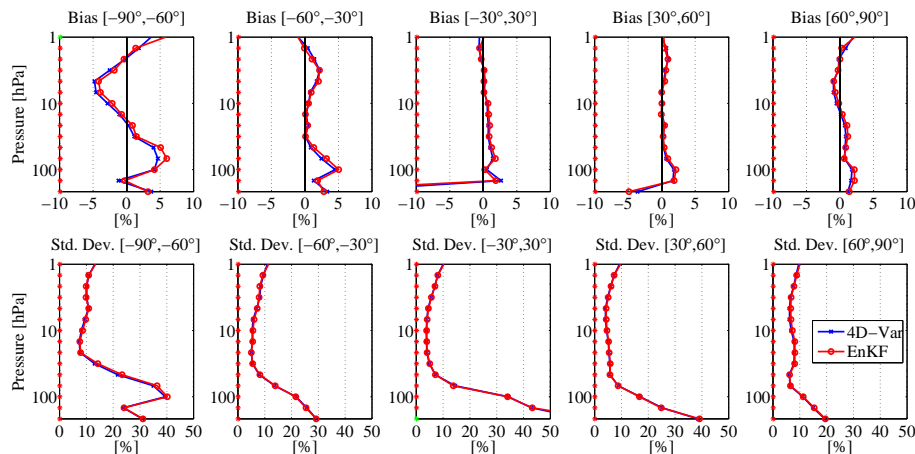 Bias [−90°,−60°] Bias [−60°,−30°] Bias [−30°,30°] Bias [30°,60°] Bias [60°,90°]
1 1 1 1 1
10 10 10 10 10
100 100 100 100 100
Pressure [hPa]
−10 −5 0 5 10 −10 −5 0 5 10 −10 −5 0 5 10 −10 −5 0 5 10 −10 −5 0 5 10
[%] [%] [%] [%] [%]
Std. Dev. [−90°,−60°] Std. Dev. [−60°,−30°] Std. Dev. [−30°,30°] Std. Dev. [30°,60°] Std. Dev. [60°,90°]
1 1 1 1 1
10 10 10 10 10
100 100 100 100 100
Pressure [hPa]
4D−Var
EnKF
0 10 20 30 40 50 0 10 20 30 40 50 0 10 20 30 40 50 0 10 20 30 40 50 0 10 20 30 40 50
[%] [%] [%] [%] [%]